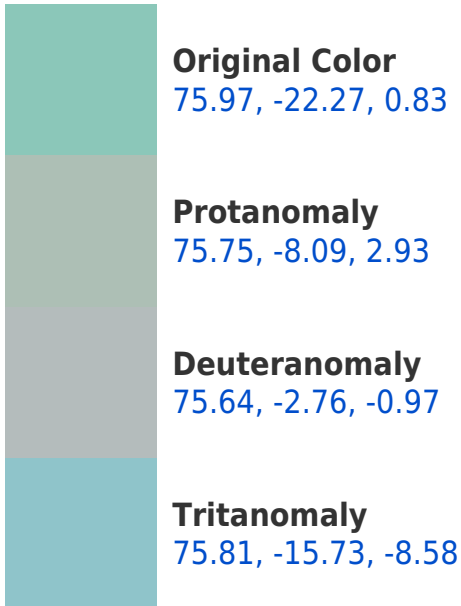 Original Color
75.97, -22.27, 0.83
Protanomaly
75.75, -8.09, 2.93
Deuteranomaly
75.64, -2.76, -0.97
Tritanomaly
75.81, -15.73, -8.58